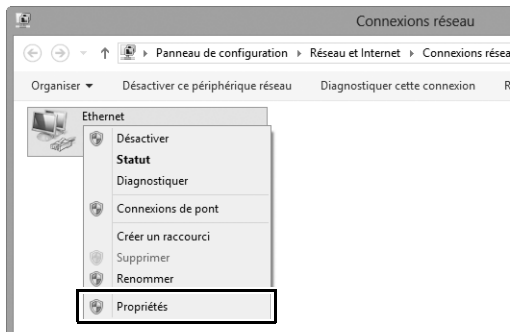 Connexions réseau
Panneau de configuration Réseau et Internet Connexions
Organiser Désactiver ce périphérique réseau Diagnostiquer cette connexion R
Ethernet
Désactiver
Statut
Diagnostiquer
Connexions de pont
Créer un raccourci
Supprimer
Renommer
Propriétés